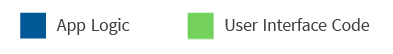 App Logic User Interface Code